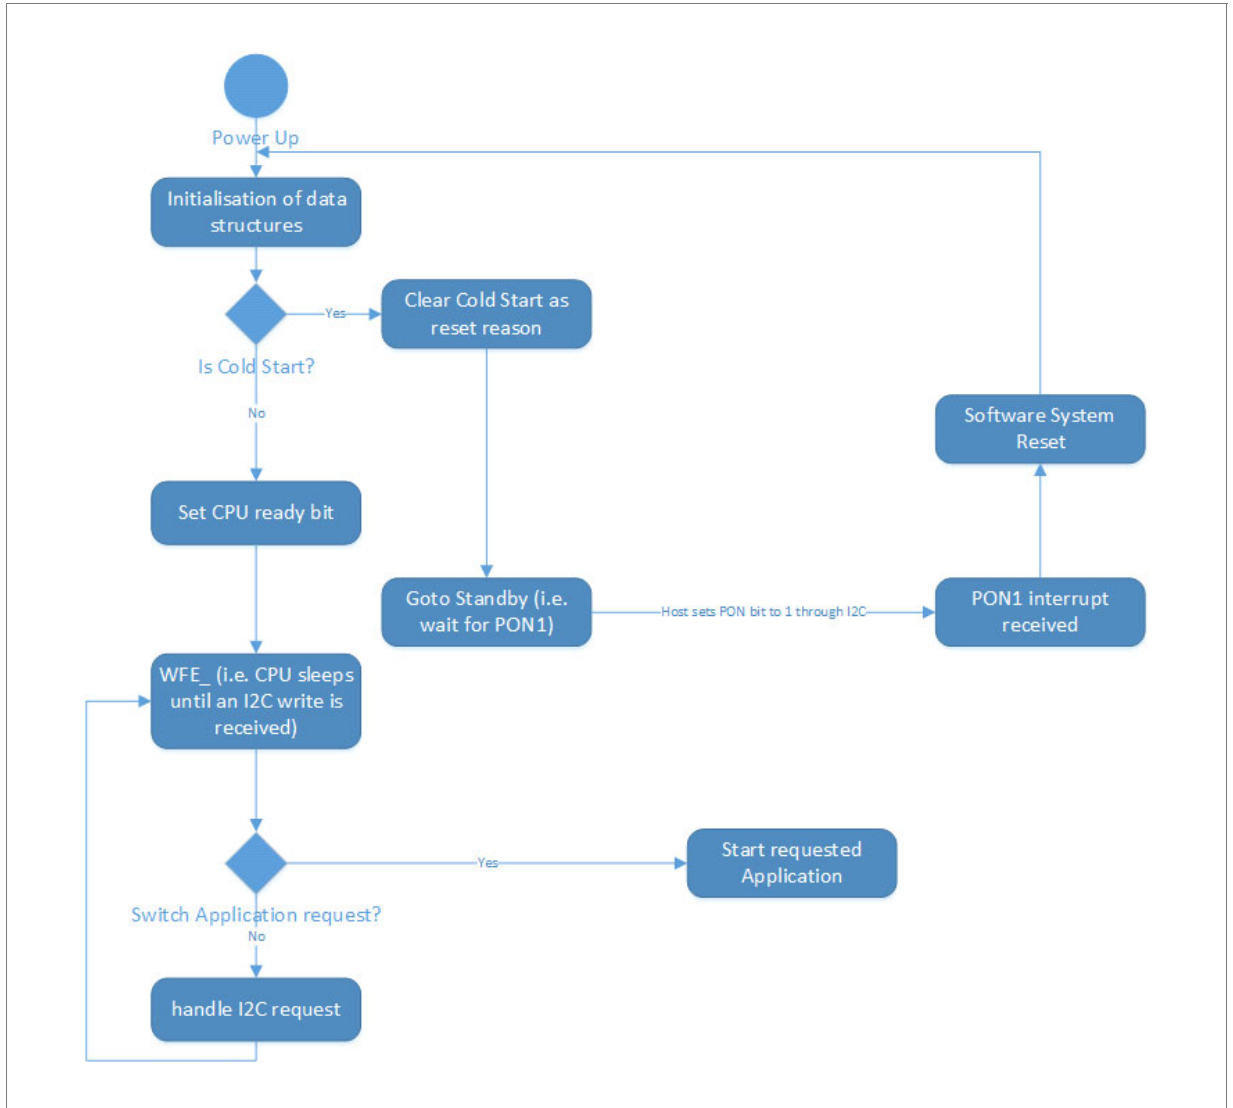 Power Up
Initialisation of data
structures
Is Cold Start?
Yes
Clear Cold Start as
reset reason
No
Software System
Reset
Set CPU ready bit
Goto Standby (i.e.
wait for PON1)
Host sets PON bit to 1 through I2C
PON1 interrupt
received
WFE_ (i.e. CPU sleeps
until an I2C write is
received)
Switch Application request?
Yes
Start requested
Application
No
handle I2C request